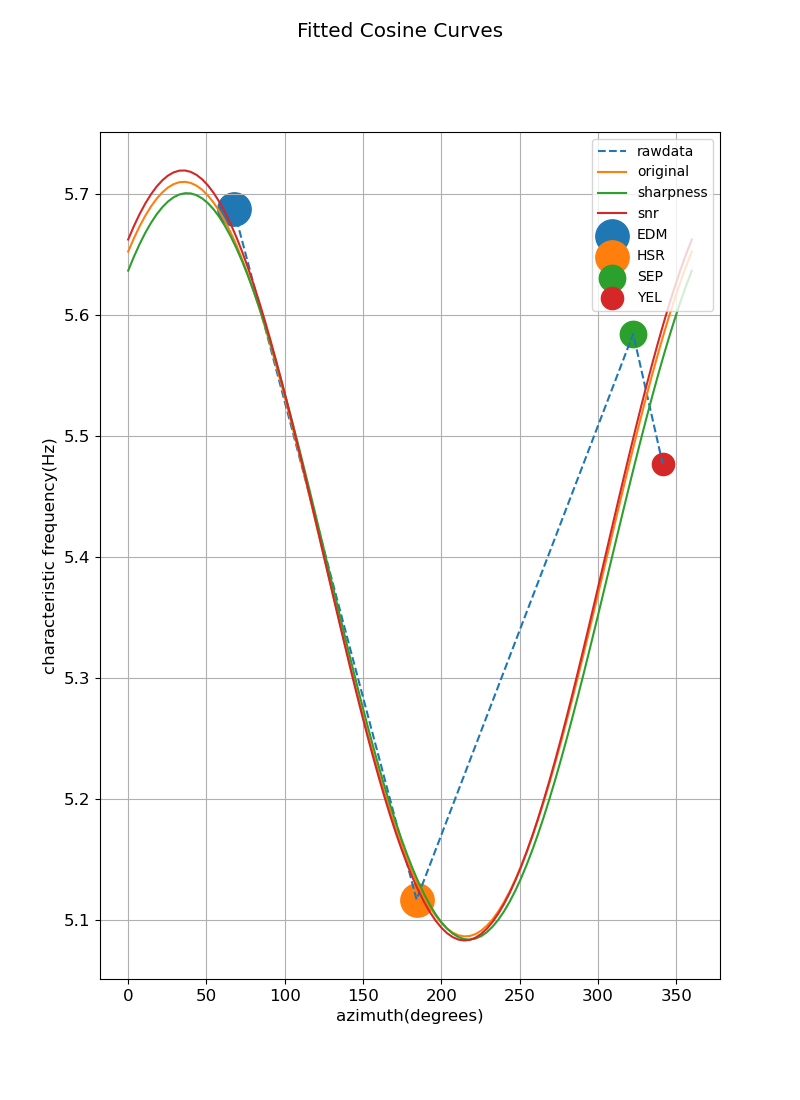 Fitted Cosine Curves
rawdata
original
sharpness
snr
EDM
HSR
SEP
YEL
characteristic frequency(Hz)
5.7
5.6
5.5
5.4
5.3
5.2
5.1
0 50 100 150 200 250 300 350
azimuth(degrees)